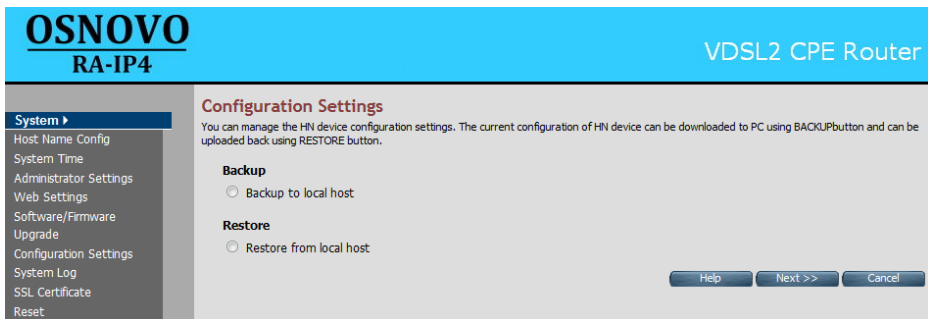 OSNOVO
RA-IP4
VDSL2 CPE Router
System
Host Name Config
System Time
Administrator Settings
Web Settings
Software/Firmware
Upgrade
Configuration Settings
System Log
SSL Certificate
Reset
Configuration Settings
You can manage the HN device configuration settings. The current configuration of HN device can be downloaded to PC using BACKUPbutton and can be
uploaded back using RESTORE button.
Backup
Backup to local host
Restore
Restore from local host
Help Next >> Cancel